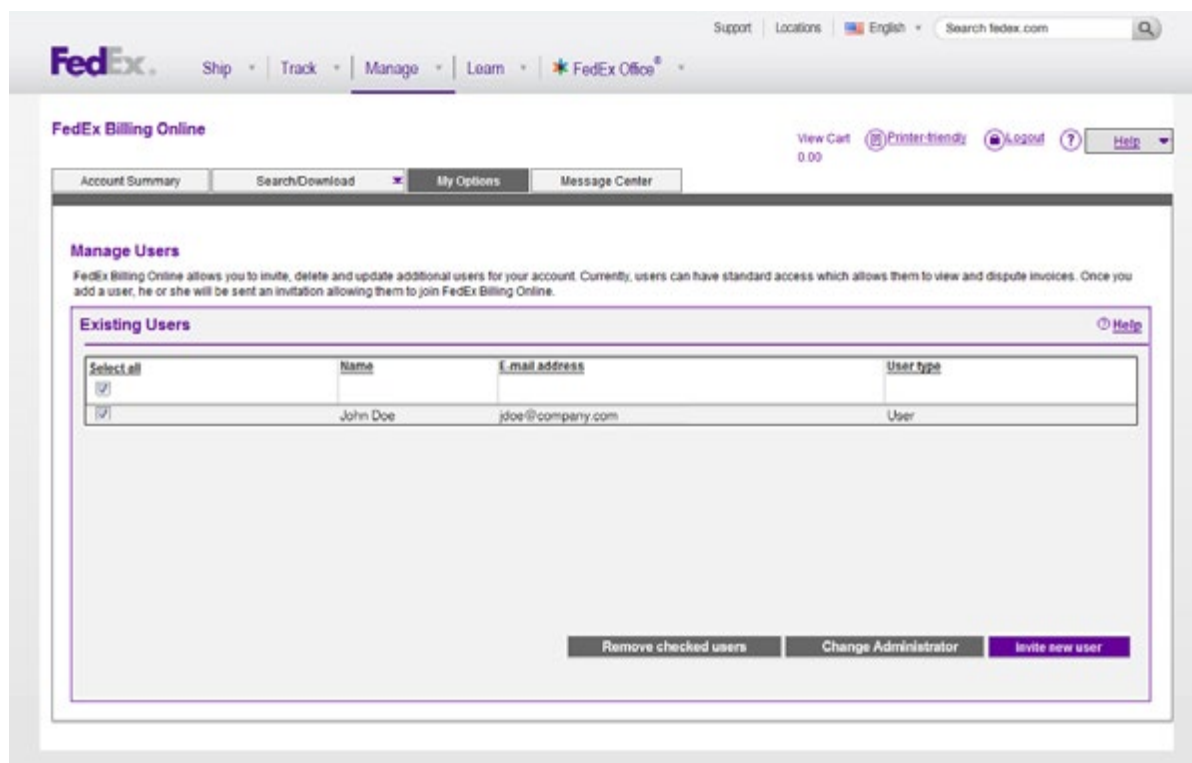 Support Locations English Search fedex.com
FedEx. Ship Track Manage Learn FedEx Office®
FedEx Billing Online
View Cart Printer-friendly Logout ? Help
0.00
Account Summary Search/Download My Options Message Center
Manage Users
FedEx Billing Online allows you to invite, delete and update additional users for your account. Currently, users can have standard access which allows them to view and dispute invoices. Once you
add a user, he or she will be sent an invitation allowing them to join FedEx Billing Online.
Existing Users ? Help
Select all Name E-mail address User type
John Doe jdoe@company.com User
Remove checked users Change Administrator Invite new user